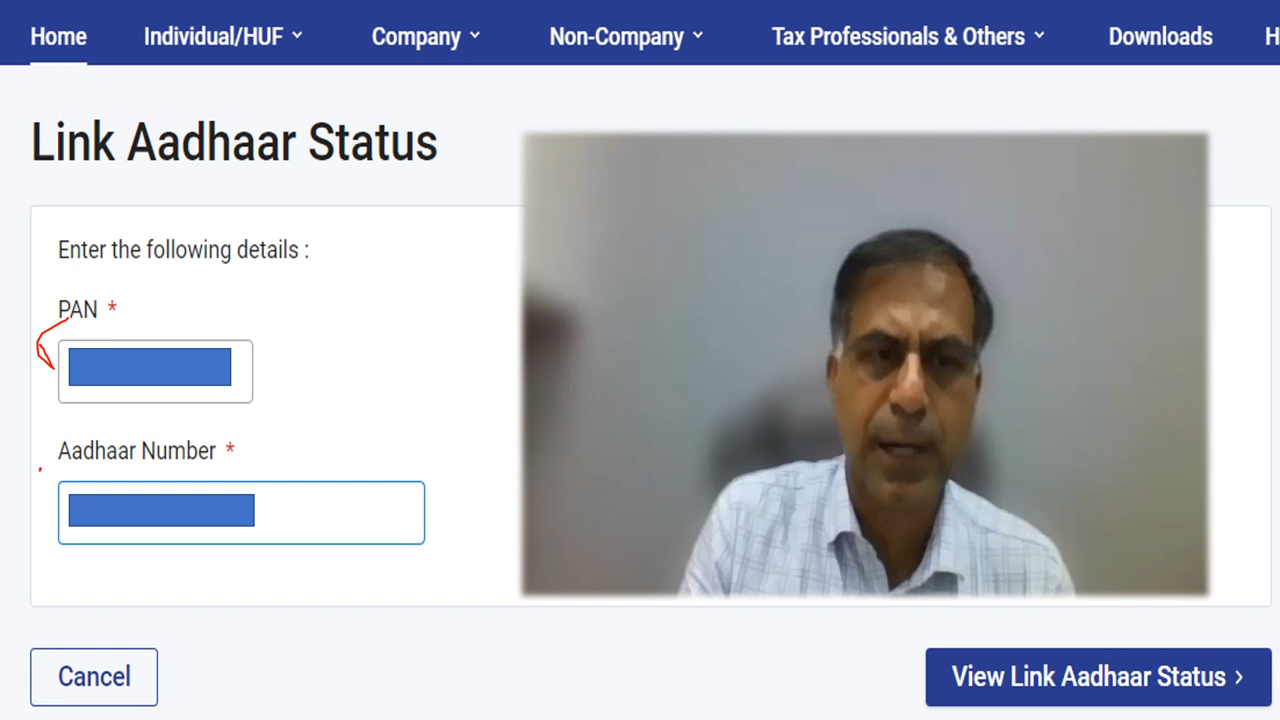 Home Individual/HUF Company Non-Company Tax Professionals & Others Downloads H
Link Aadhaar Status
Enter the following details :
PAN *
Aadhaar Number *
Cancel View Link Aadhaar Status